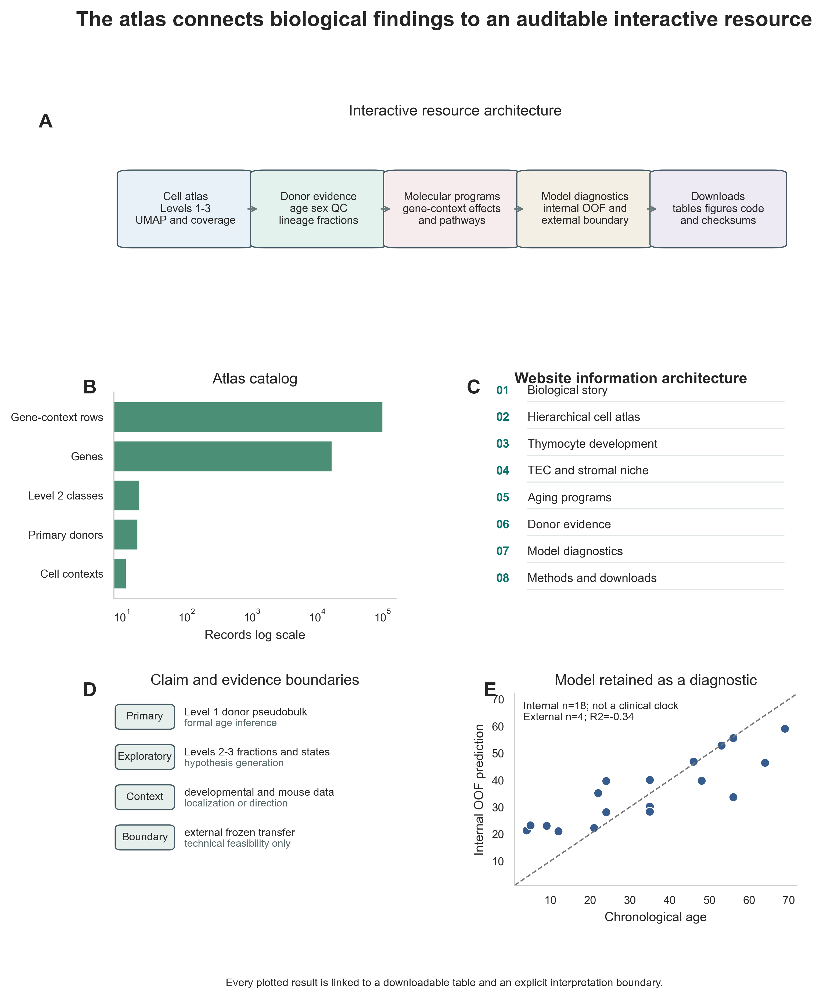 The atlas connects biological findings to an auditable interactive resource
A
Interactive resource architecture
Cell atlas
Levels 1-3
UMAP and coverage
Donor evidence
age sex QC
lineage fractions
Molecular programs
gene-context effects
and pathways
Model diagnostics
internal OOF and
external boundary
Downloads
tables figures code
and checksums
B
Atlas catalog
Gene-context rows
Genes
Level 2 classes
Primary donors
Cell contexts
10^1 10^2 10^3 10^4 10^5
Records log scale
C
Website information architecture
01 Biological story
02 Hierarchical cell atlas
03 Thymocyte development
04 TEC and stromal niche
05 Aging programs
06 Donor evidence
07 Model diagnostics
08 Methods and downloads
D
Claim and evidence boundaries
Primary
Level 1 donor pseudobulk
formal age inference
Exploratory
Levels 2-3 fractions and states
hypothesis generation
Context
developmental and mouse data
localization or direction
Boundary
external frozen transfer
technical feasibility only
E
Model retained as a diagnostic
Internal n=18; not a clinical clock
External n=4; R2=-0.34
Internal OOF prediction
70
60
50
40
30
20
10
10 20 30 40 50 60 70
Chronological age
Every plotted result is linked to a downloadable table and an explicit interpretation boundary.